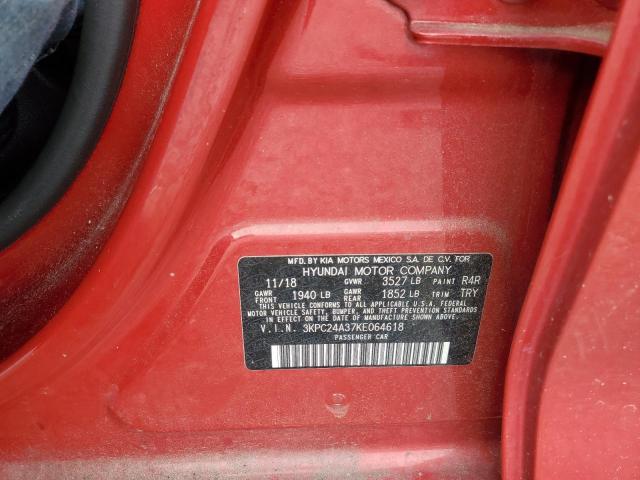 MFD. BY KIA MOTORS MEXICO S.A. DE C.V. FOR
HYUNDAI MOTOR COMPANY
11/18 GVWR 3527 LB PAINT R4R
GAWR FRONT 1940 LB GAWR REAR 1852 LB TRIM TRY
THIS VEHICLE CONFORMS TO ALL APPLICABLE U.S.A. FEDERAL
MOTOR VEHICLE SAFETY, BUMPER, AND THEFT PREVENTION STANDARDS
IN EFFECT ON THE DATE OF MANUFACTURE SHOWN ABOVE.
V.I.N. 3KPC24A37KE064618
PASSENGER CAR